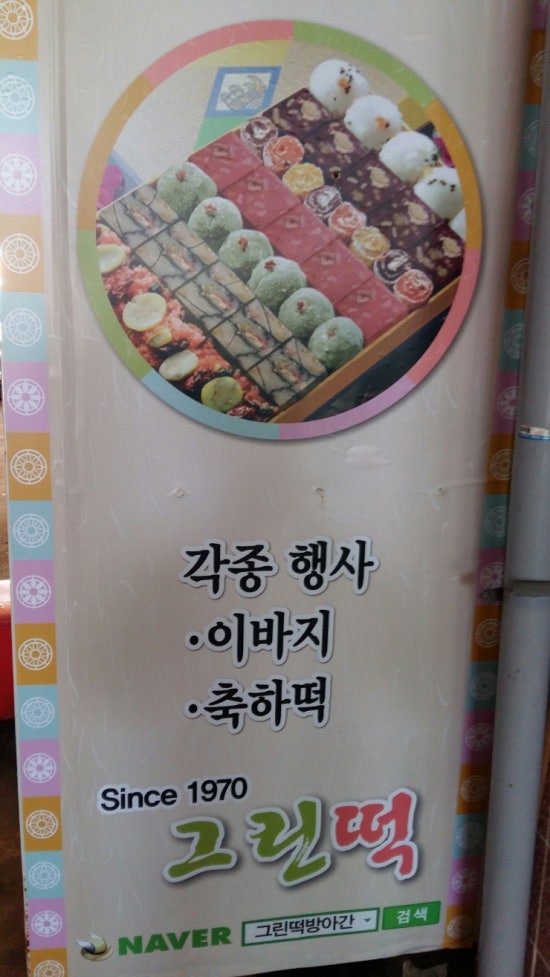 각종 행사
·이바지
·축하떡
Since 1970
그린떡
NAVER 그린떡방아간 검색